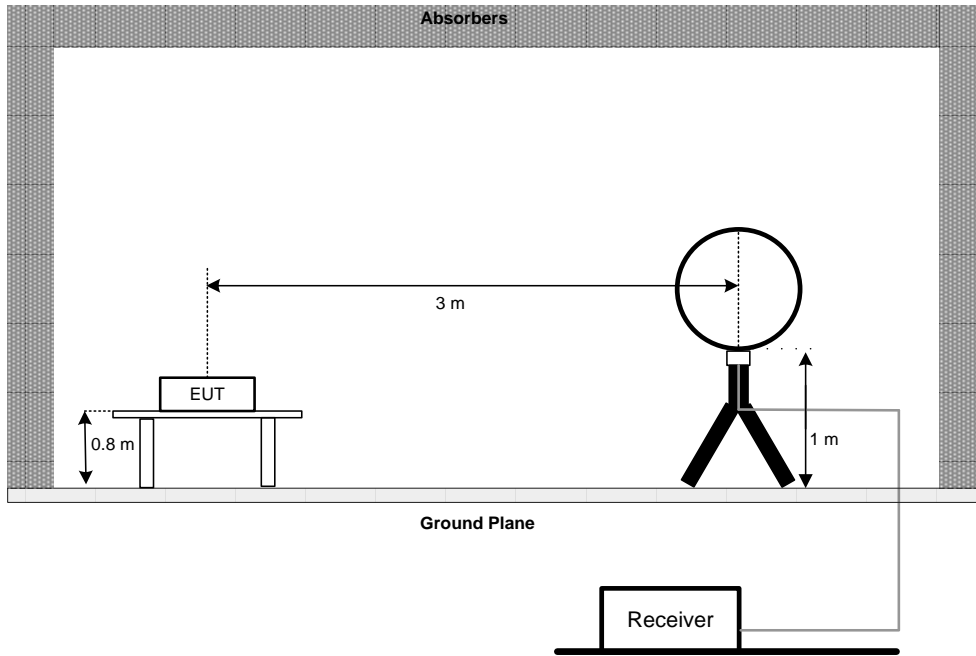 Absorbers
3 m
EUT
0.8 m
1 m
Ground Plane
Receiver